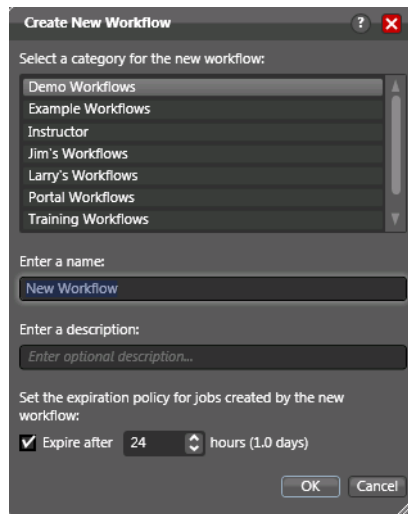 Create New Workflow ?
Select a category for the new workflow:
Demo Workflows
Example Workflows
Instructor
Jim's Workflows
Larry's Workflows
Portal Workflows
Training Workflows
Enter a name:
New Workflow
Enter a description:
Enter optional description...
Set the expiration policy for jobs created by the new
workflow:
Expire after 24 hours (1.0 days)
OK Cancel